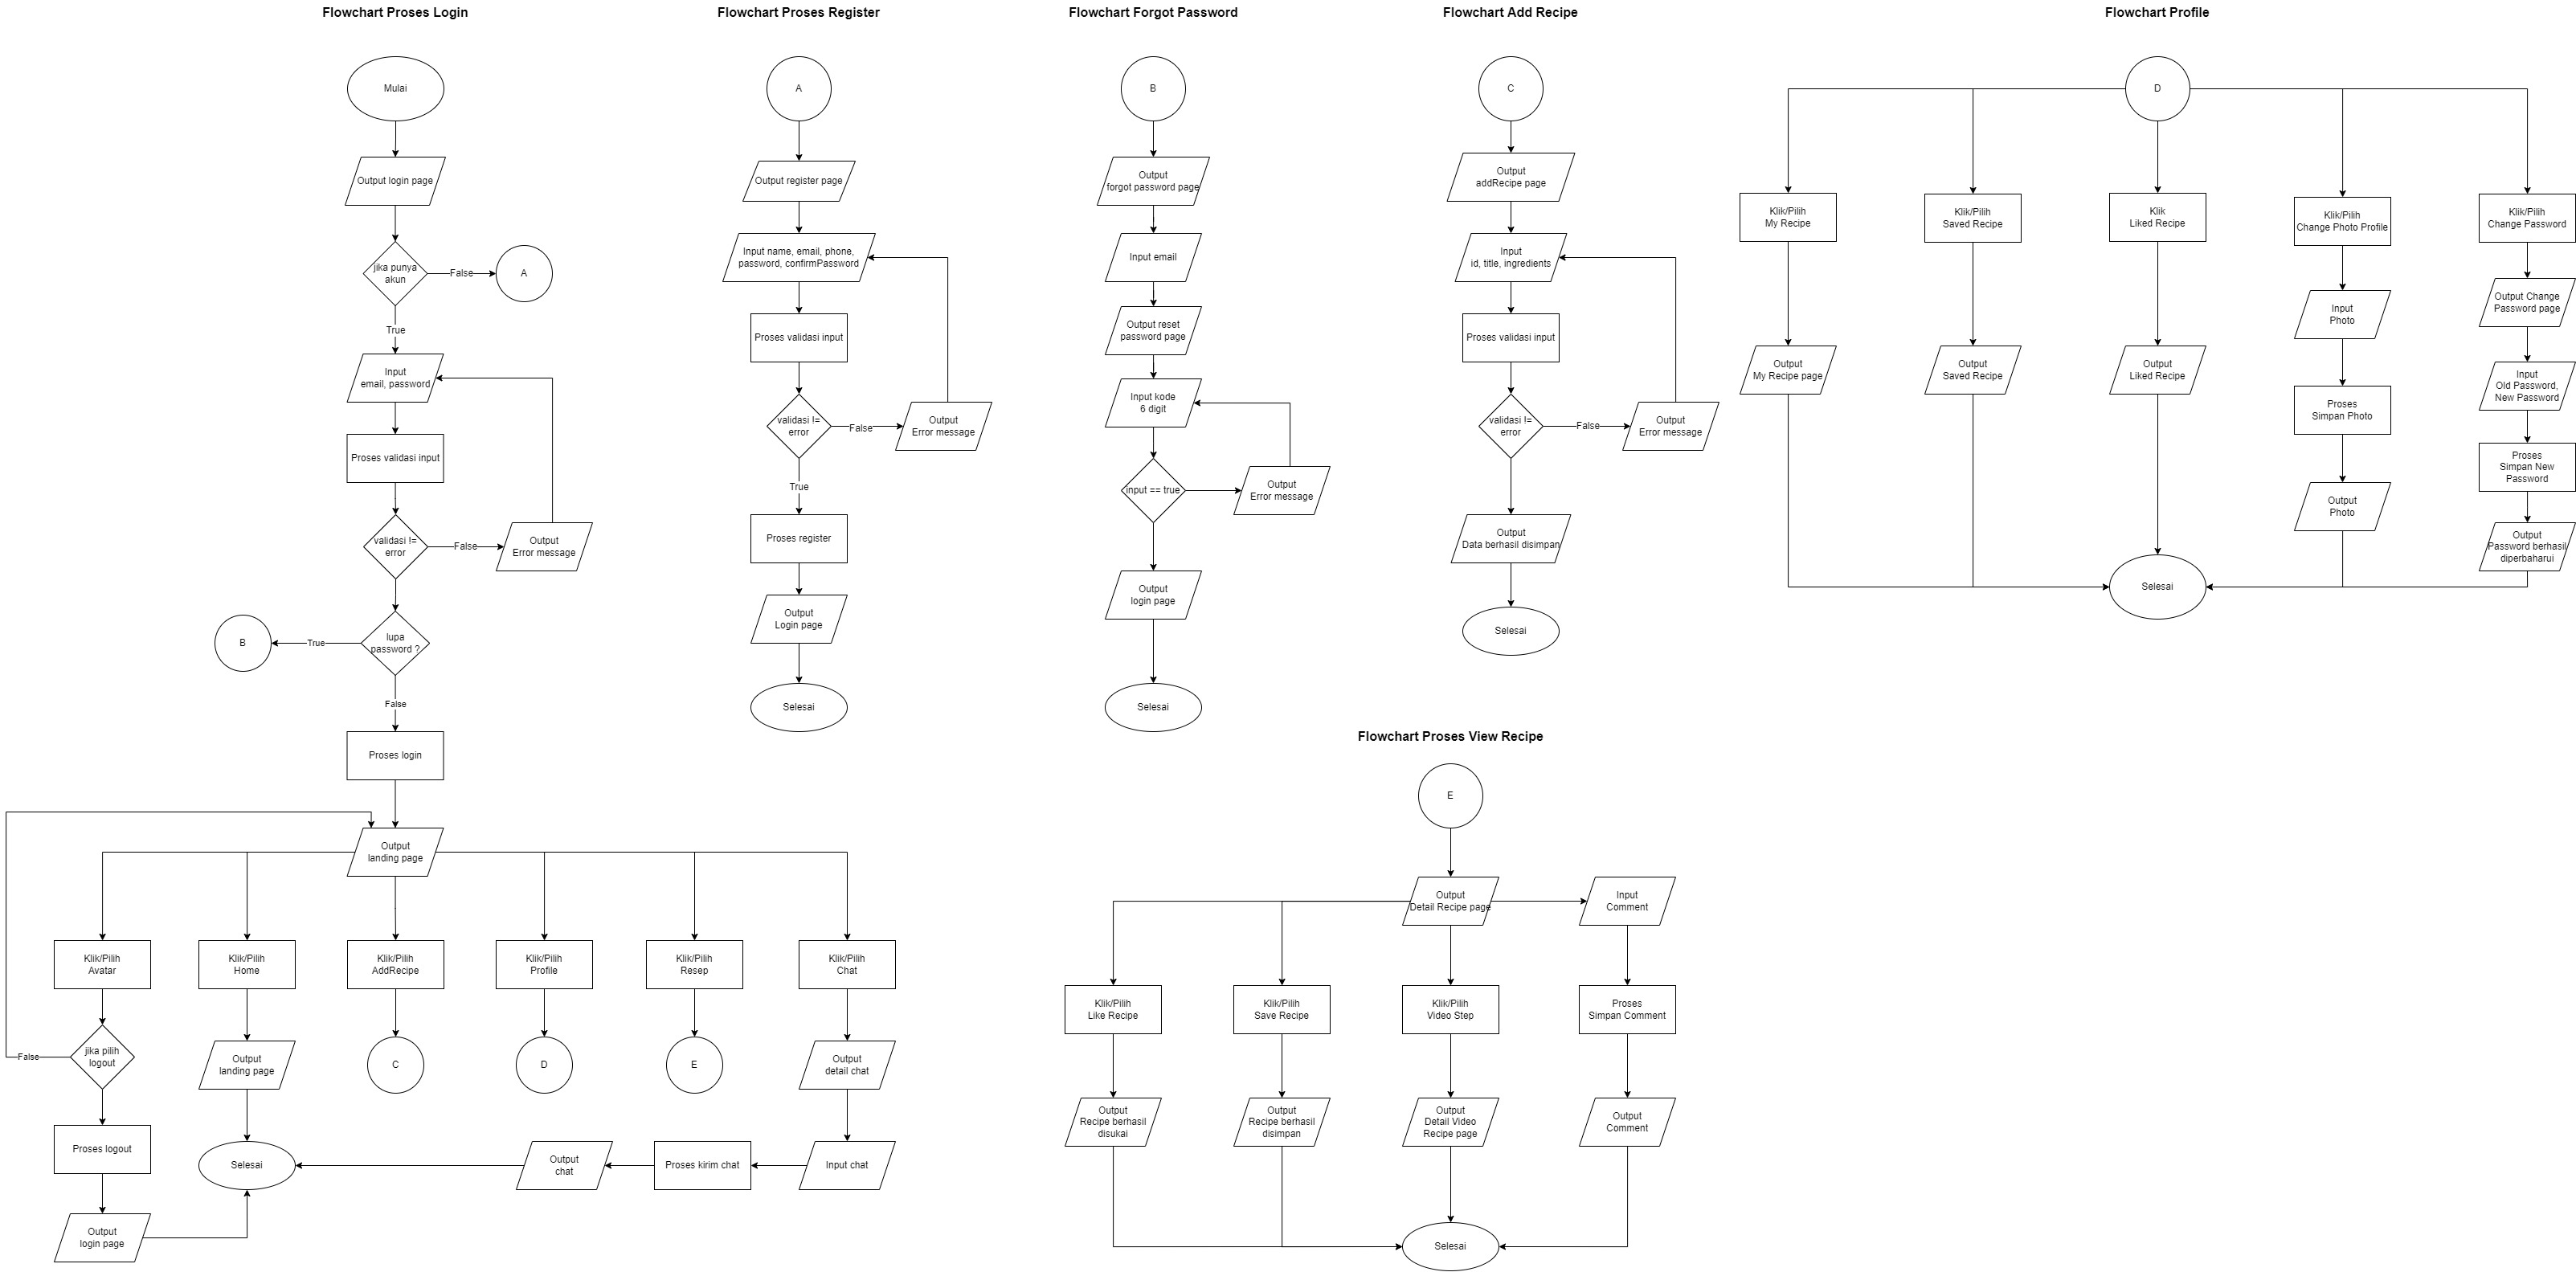 Flowchart Proses Login
Mulai
Output login page
jika punya
akun
False
A
True
Input
email, password
Proses validasi input
validasi !=
error
False
Output
Error message
lupa
password ?
True
B
False
Proses login
Output
landing page
Klik/Pilih
Avatar
Klik/Pilih
Home
Klik/Pilih
AddRecipe
Klik/Pilih
Profile
Klik/Pilih
Resep
Klik/Pilih
Chat
jika pilih
logout
False
Output
landing page
C
D
E
Output
detail chat
Proses logout
Selesai
Output
chat
Proses kirim chat
Input chat
Output
login page
Flowchart Proses Register
A
Output register page
Input name, email, phone,
password, confirmPassword
Proses validasi input
validasi !=
error
False
Output
Error message
True
Proses register
Output
Login page
Selesai
Flowchart Forgot Password
B
Output
forgot password page
Input email
Output reset
password page
Input kode
6 digit
input == true
Output
Error message
Output
login page
Selesai
Flowchart Add Recipe
C
Output
addRecipe page
Input
id, title, ingredients
Proses validasi input
validasi !=
error
False
Output
Error message
Output
Data berhasil disimpan
Selesai
Flowchart Profile
D
Klik/Pilih
My Recipe
Klik/Pilih
Saved Recipe
Klik
Liked Recipe
Klik/Pilih
Change Photo Profile
Klik/Pilih
Change Password
Output
My Recipe page
Output
Saved Recipe
Output
Liked Recipe
Input
Photo
Proses
Simpan Photo
Output
Photo
Output Change
Password page
Input
Old Password,
New Password
Proses
Simpan New
Password
Output
Password berhasil
diperbaharui
Selesai
Flowchart Proses View Recipe
E
Output
Detail Recipe page
Input
Comment
Klik/Pilih
Like Recipe
Klik/Pilih
Save Recipe
Klik/Pilih
Video Step
Proses
Simpan Comment
Output
Recipe berhasil
disukai
Output
Recipe berhasil
disimpan
Output
Detail Video
Recipe page
Output
Comment
Selesai